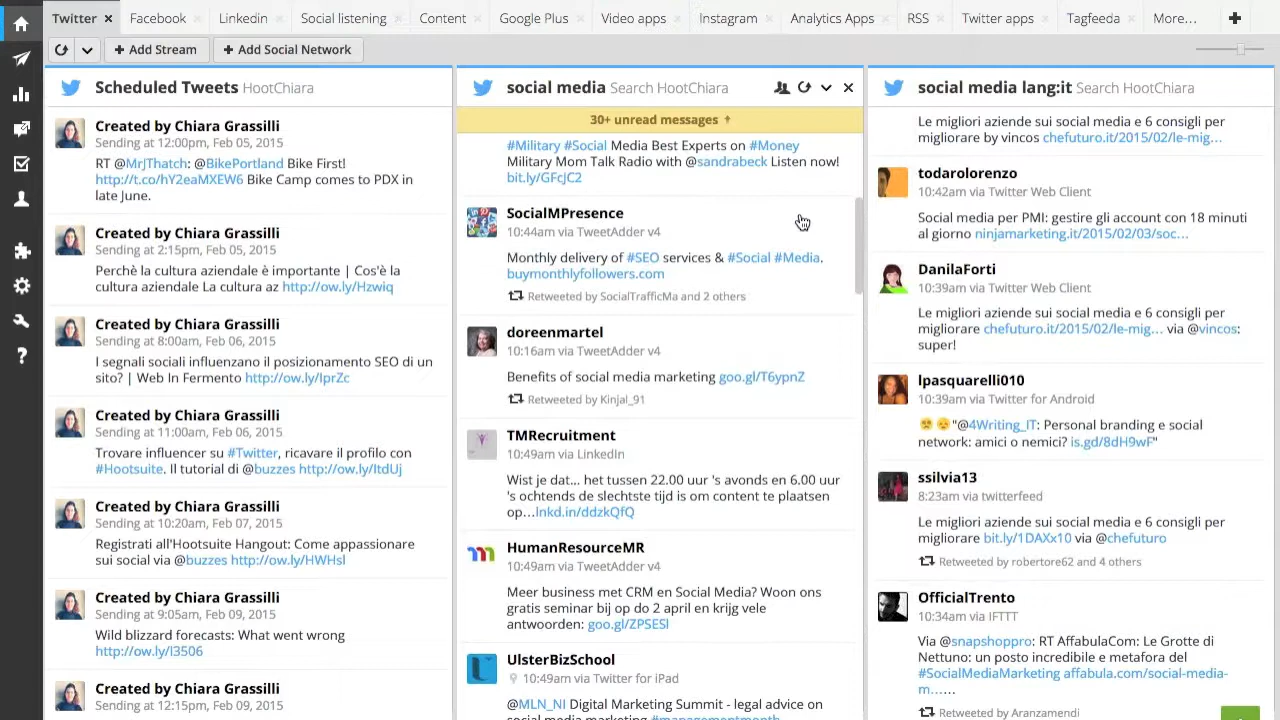 Twitter × Facebook Linkedin Social listening Content Google Plus Video Instagram Analytics Apps RSS Twitter apps Tagfeeda More... +
+ Add Stream + Add Social Network
Scheduled Tweets HootChiara
Created by Chiara Grassilli
Sending at 12:00pm, Feb 05, 2015
RT @MrJThatch: @BikePortland Bike First!
http://t.co/hY2eaMXEW6 Bike Camp comes to PDX in
late June.
Created by Chiara Grassilli
Sending at 2:15pm, Feb 05, 2015
Perchè la cultura aziendale è importante | Cos'è la
cultura aziendale La cultura az http://ow.ly/Hzwiq
Created by Chiara Grassilli
Sending at 8:00am, Feb 06, 2015
I segnali sociali influenzano il posizionamento SEO di un
sito? | Web In Fermento http://ow.ly/IprZc
Created by Chiara Grassilli
Sending at 11:00am, Feb 06, 2015
Trovare influencer su #Twitter, ricavare il profilo con
#Hootsuite. Il tutorial di @buzzes http://ow.ly/ItdUj
Created by Chiara Grassilli
Sending at 10:20am, Feb 07, 2015
Registrati all'Hootsuite Hangout: Come appassionare
sui social via @buzzes http://ow.ly/HWHsl
Created by Chiara Grassilli
Sending at 9:05am, Feb 09, 2015
Wild blizzard forecasts: What went wrong
http://ow.ly/I3506
Created by Chiara Grassilli
Sending at 12:15pm, Feb 09, 2015
social media Search HootChiara
30+ unread messages
#Military #Social Media Best Experts on #Money
Military Mom Talk Radio with @sandrabeck Listen now!
bit.ly/GFcJC2
SocialMPresence
10:44am via TweetAdder v4
Monthly delivery of #SEO services & #Social #Media.
buymonthlyfollowers.com
Retweeted by SocialTrafficMa and 2 others
doreenmartel
10:16am via TweetAdder v4
Benefits of social media marketing goo.gl/T6ypnZ
Retweeted by Kinjal_91
TMRecruitment
10:49am via LinkedIn
Wist je dat... het tussen 22.00 uur 's avonds en 6.00 uur
's ochtends de slechtste tijd is om content te plaatsen
op…lnkd.in/ddzkQfQ
HumanResourceMR
10:49am via TweetAdder v4
Meer business met CRM en Social Media? Woon ons
gratis seminar bij op do 2 april en krijg vele
antwoorden: goo.gl/ZPSESl
UlsterBizSchool
10:49am via Twitter for iPad
@MLN_NI Digital Marketing Summit - legal advice on
social media marketing #managementmonth
social media lang:it Search HootChiara
Le migliori aziende sui social media e 6 consigli per
migliorare by vincos chefuturo.it/2015/02/le-mig…
todarolorenzo
10:42am via Twitter Web Client
Social media per PMI: gestire gli account con 18 minuti
al giorno ninjamarketing.it/2015/02/03/soc…
DanilaForti
10:39am via Twitter Web Client
Le migliori aziende sui social media e 6 consigli per
migliorare chefuturo.it/2015/02/le-mig… via @vincos:
super!
lpasquarelli010
10:39am via Twitter for Android
"@4Writing_IT: Personal branding e social
network: amici o nemici? is.gd/8dH9wF"
ssilvia13
8:23am via twitterfeed
Le migliori aziende sui social media e 6 consigli per
migliorare bit.ly/1DAXx10 via @chefuturo
Retweeted by robertore62 and 4 others
OfficialTrento
10:34am via IFTTT
Via @snapshoppro: RT AffabulaCom: Le Grotte di
Nettuno: un posto incredibile e metafora del
#SocialMediaMarketing affabula.com/social-media-
m……
Retweeted by Aranzamendi